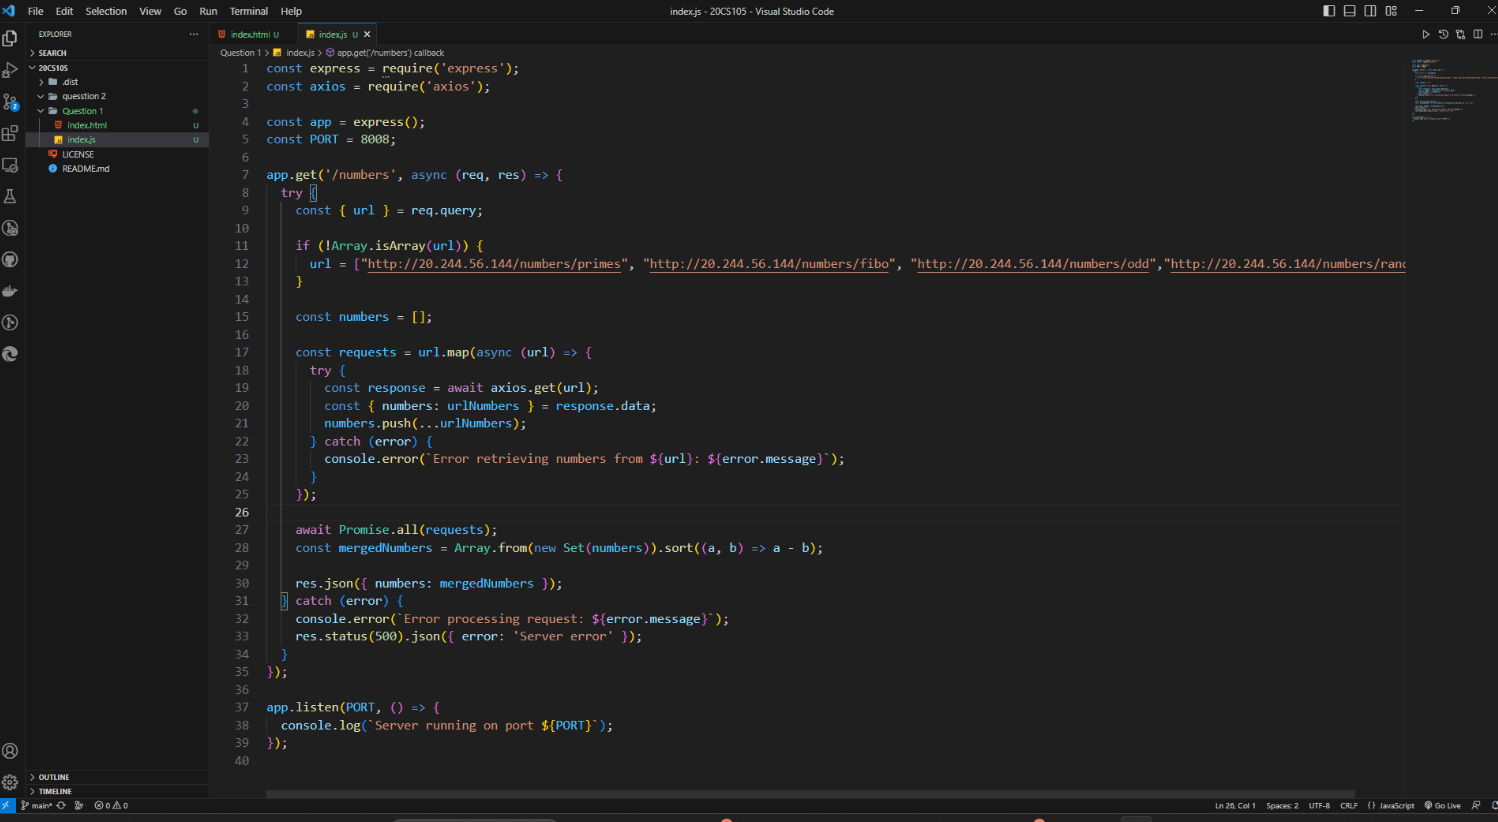 File Edit Selection View Go Run Terminal Help
index.js - 20CS105 - Visual Studio Code
EXPLORER
SEARCH
20CS105
.dist
quesstion 2
Question 1
index.html U
index.js U
LICENSE
README.md
OUTLINE
TIMELINE
index.html U
index.js U
Question 1 > index.js > app.get('/numbers') callback
1 const express = require('express');
2 const axios = require('axios');
3
4 const app = express();
5 const PORT = 8008;
6
7 app.get('/numbers', async (req, res) => {
8 try {
9 const { url } = req.query;
10
11 if (!Array.isArray(url)) {
12 url = ["http://20.244.56.144/numbers/primes", "http://20.244.56.144/numbers/fibo", "http://20.244.56.144/numbers/odd","http://20.244.56.144/numbers/ranc
13 }
14
15 const numbers = [];
16
17 const requests = url.map(async (url) => {
18 try {
19 const response = await axios.get(url);
20 const { numbers: urlNumbers } = response.data;
21 numbers.push(...urlNumbers);
22 } catch (error) {
23 console.error(`Error retrieving numbers from ${url}: ${error.message}`);
24 }
25 });
26
27 await Promise.all(requests);
28 const mergedNumbers = Array.from(new Set(numbers)).sort((a, b) => a - b);
29
30 res.json({ numbers: mergedNumbers });
31 } catch (error) {
32 console.error(`Error processing request: ${error.message}`);
33 res.status(500).json({ error: 'Server error' });
34 }
35 });
36
37 app.listen(PORT, () => {
38 console.log(`Server running on port ${PORT}`);
39 });
40
main* 0 0
Ln 26, Col 1 Spaces: 2 UTF-8 CRLF {} JavaScript Go Live